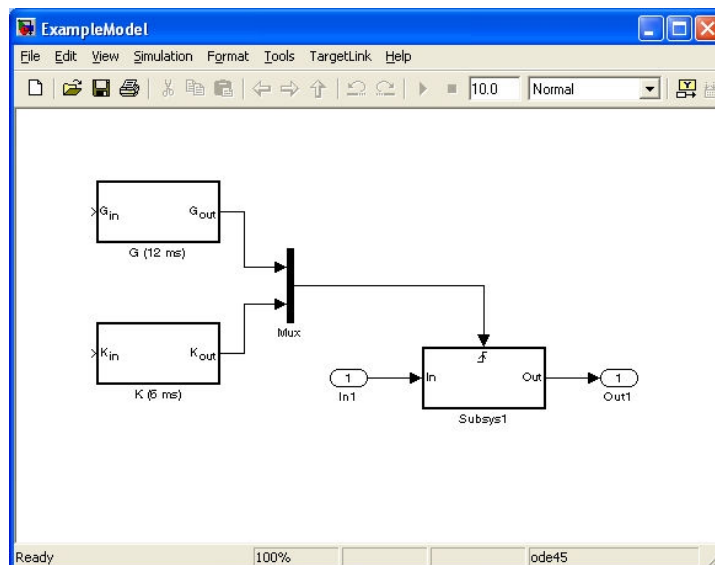 ExampleModel
File Edit View Simulation Format Tools TargetLink Help
10.0 Normal
Gin Gout
G (12 ms)
Kin Kout
K (6 ms)
Mux
1 In Out 1
In1 Subsys1 Out1
Ready 100% ode45